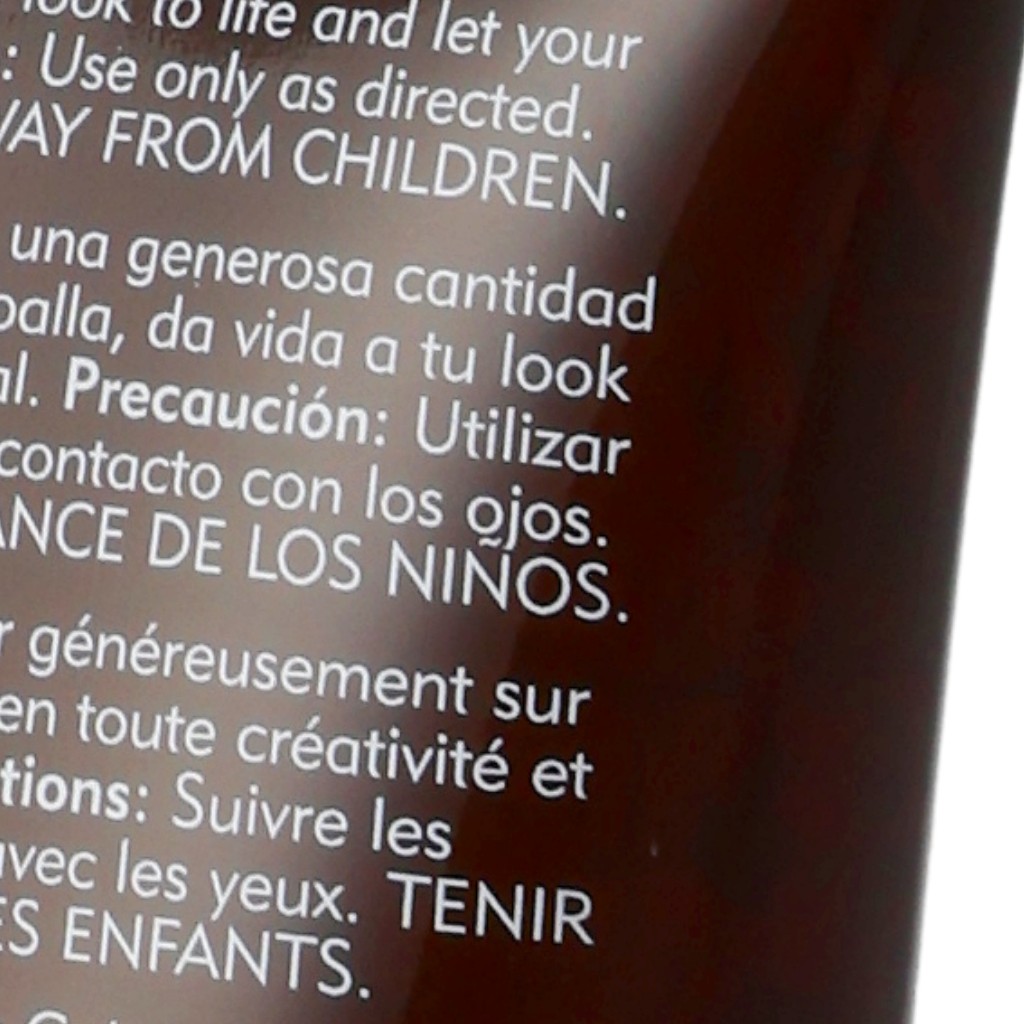 look to life and let your
: Use only as directed.
WAY FROM CHILDREN.
una generosa cantidad
oalla, da vida a tu look
al. Precaución: Utilizar
contacto con los ojos.
ANCE DE LOS NIÑOS.
r généreusement sur
en toute créativité et
tions: Suivre les
avec les yeux. TENIR
ES ENFANTS.